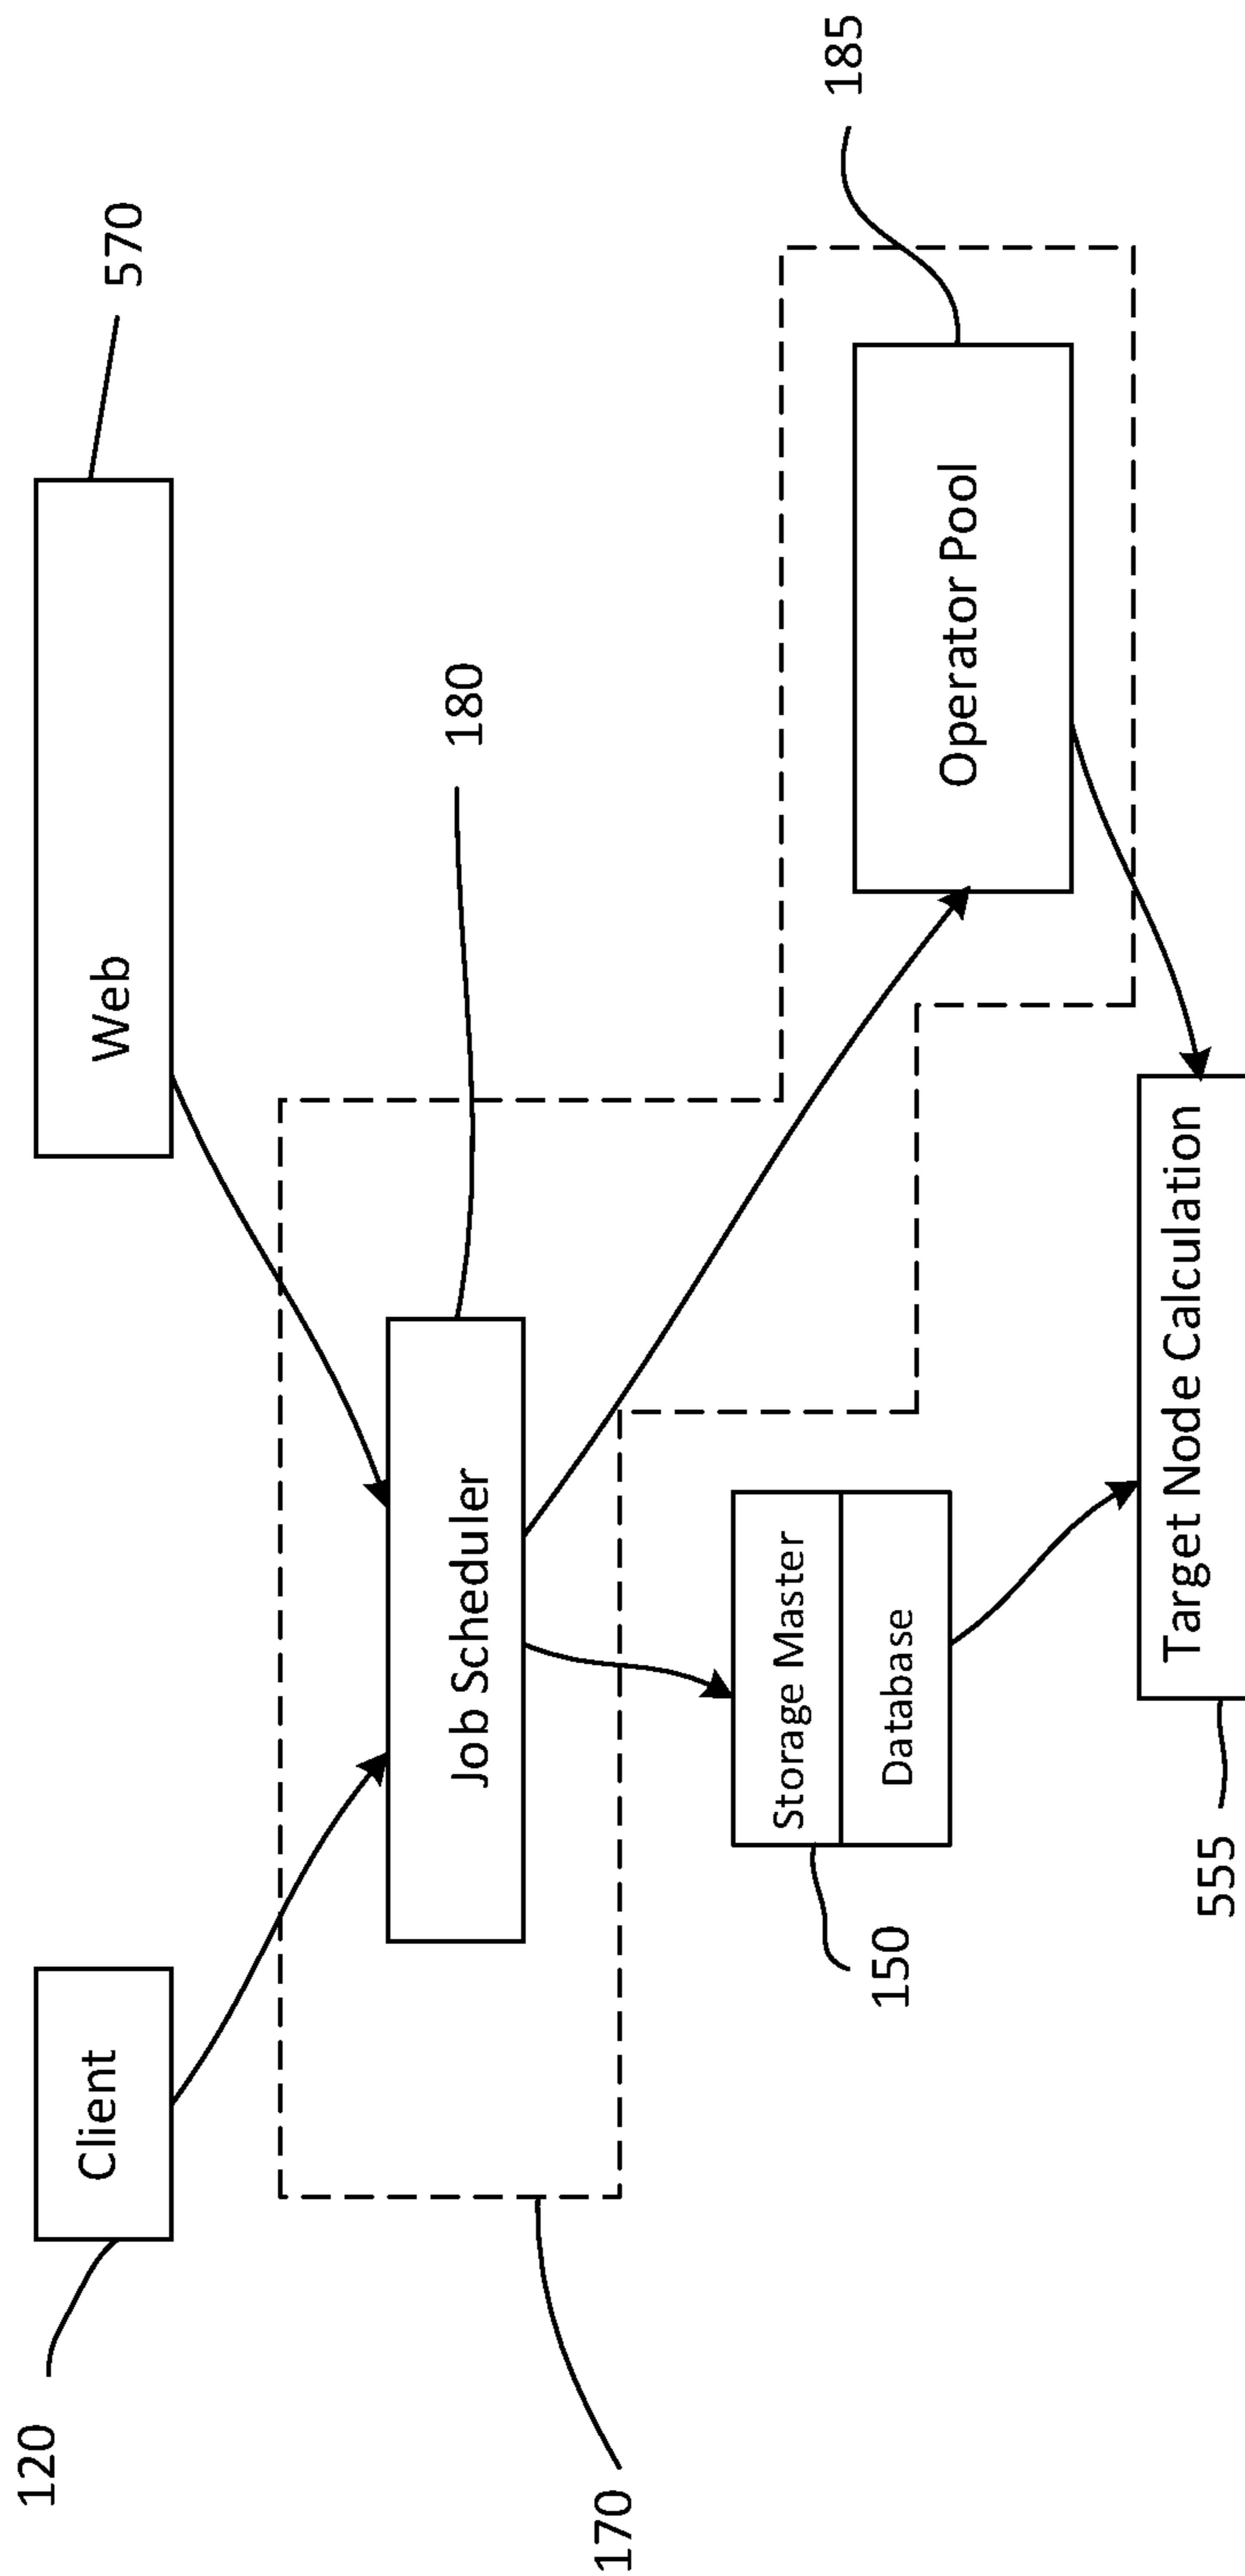 120
Client
Web
570
170
Job Scheduler
180
150
Storage Master
Database
Operator Pool
185
555
Target Node Calculation